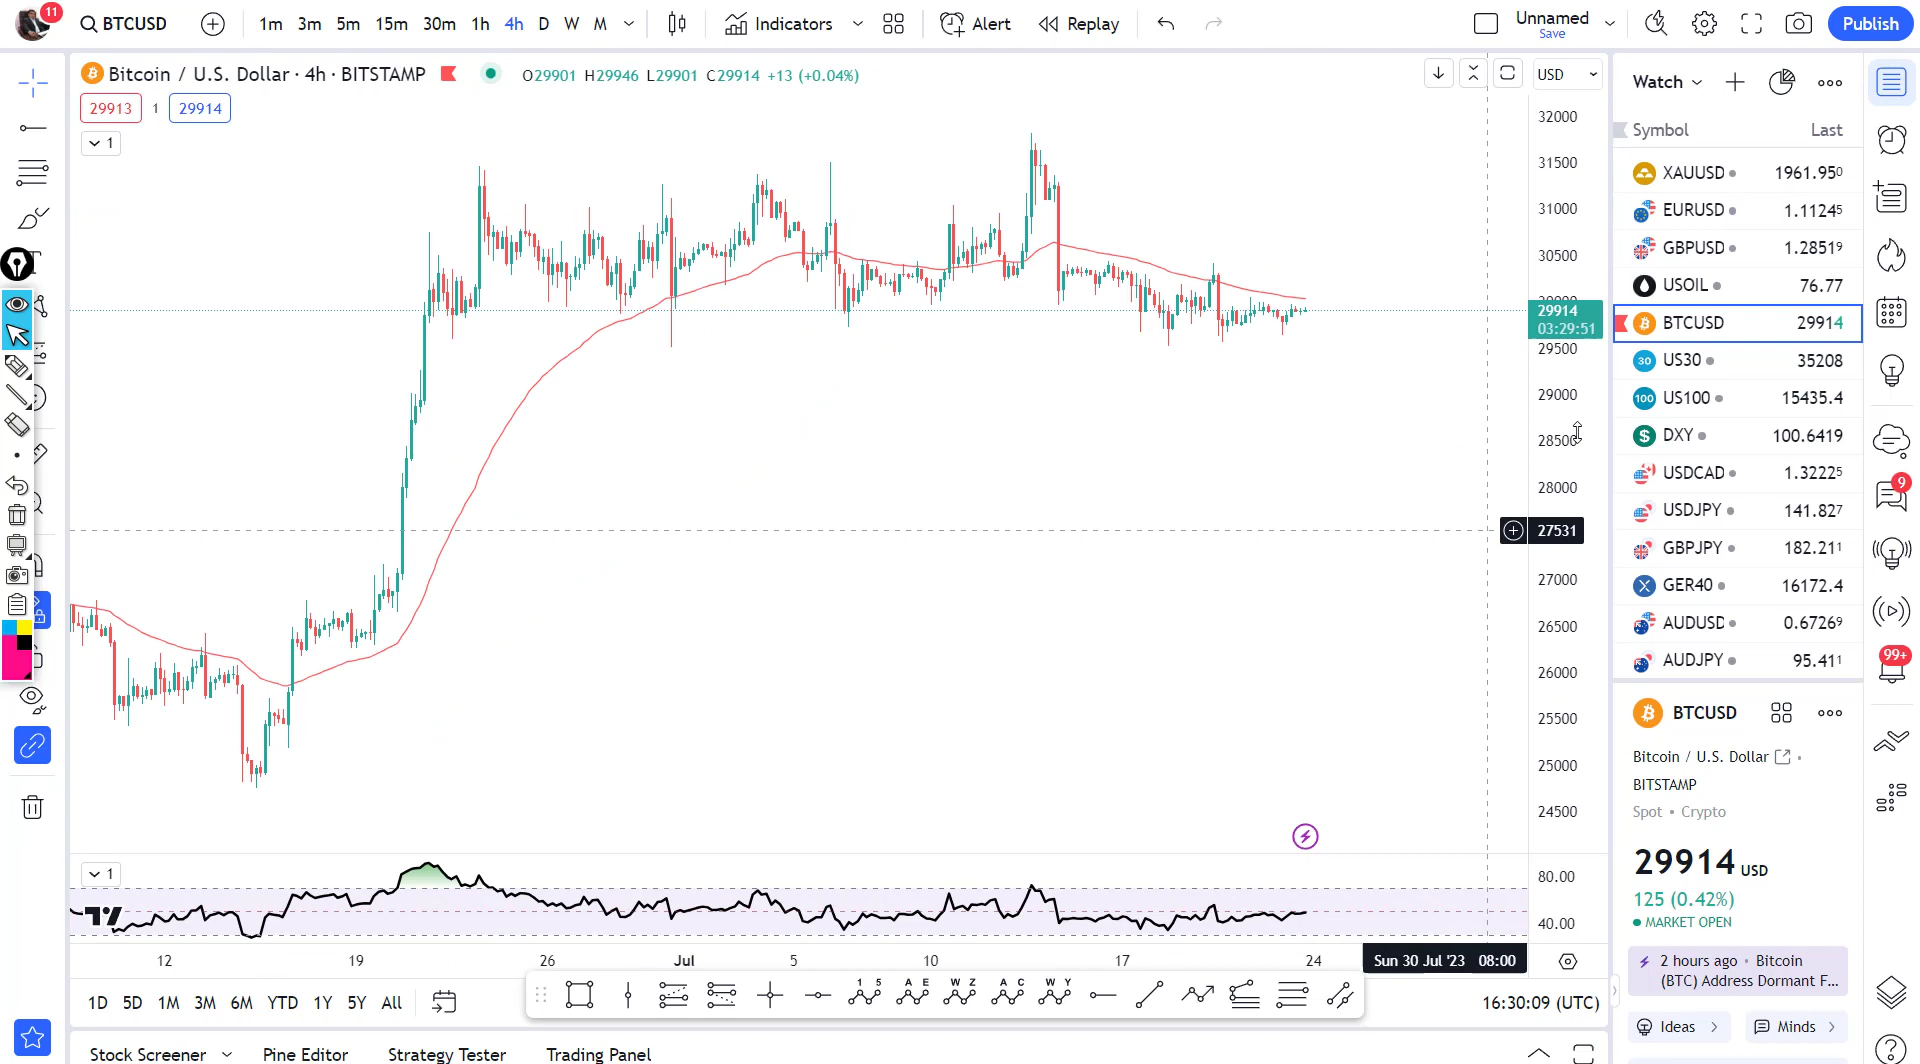 11
BTCUSD
1m 3m 5m 15m 30m 1h 4h D W M
Indicators
Alert
Replay
Unnamed
Save
Publish
Bitcoin / U.S. Dollar · 4h · BITSTAMP
O29901 H29946 L29901 C29914 +13 (+0.04%)
29913 1 29914
1
USD
32000
31500
31000
30500
29914
03:29:51
29500
29000
28500
28000
27531
27000
26500
26000
25500
25000
24500
1
80.00
40.00
12 19 26 Jul 5 10 17 24
Sun 30 Jul '23 08:00
1D 5D 1M 3M 6M YTD 1Y 5Y All
1 5
A E
W Z
A C
W Y
16:30:09 (UTC)
Stock Screener
Pine Editor
Strategy Tester
Trading Panel
Watch
Symbol Last
XAUUSD 1961.950
EURUSD 1.11245
GBPUSD 1.28519
USOIL 76.77
BTCUSD 29914
30 US30 35208
100 US100 15435.4
DXY 100.6419
USDCAD 1.32225
USDJPY 141.827
GBPJPY 182.211
GER40 16172.4
AUDUSD 0.67269
AUDJPY 95.411
BTCUSD
Bitcoin / U.S. Dollar
BITSTAMP
Spot • Crypto
29914 USD
125 (0.42%)
MARKET OPEN
2 hours ago • Bitcoin
(BTC) Address Dormant F...
Ideas
Minds
9
99+